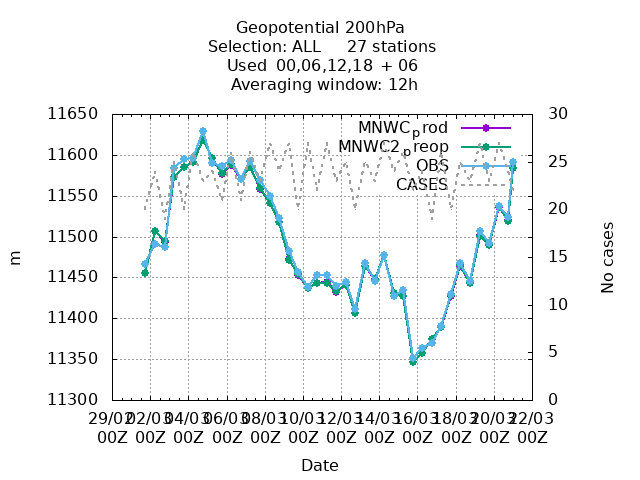 Geopotential 200hPa
Selection: ALL 27 stations
Used 00,06,12,18 + 06
Averaging window: 12h
11650
11600
11550
11500
11450
11400
11350
11300
m
30
25
20
15
10
5
0
No cases
MNWCprod
MNWC2preop
OBS
CASES
29/02 02/03 04/03 06/03 08/03 10/03 12/03 14/03 16/03 18/03 20/03 22/03
00Z 00Z 00Z 00Z 00Z 00Z 00Z 00Z 00Z 00Z 00Z 00Z
Date